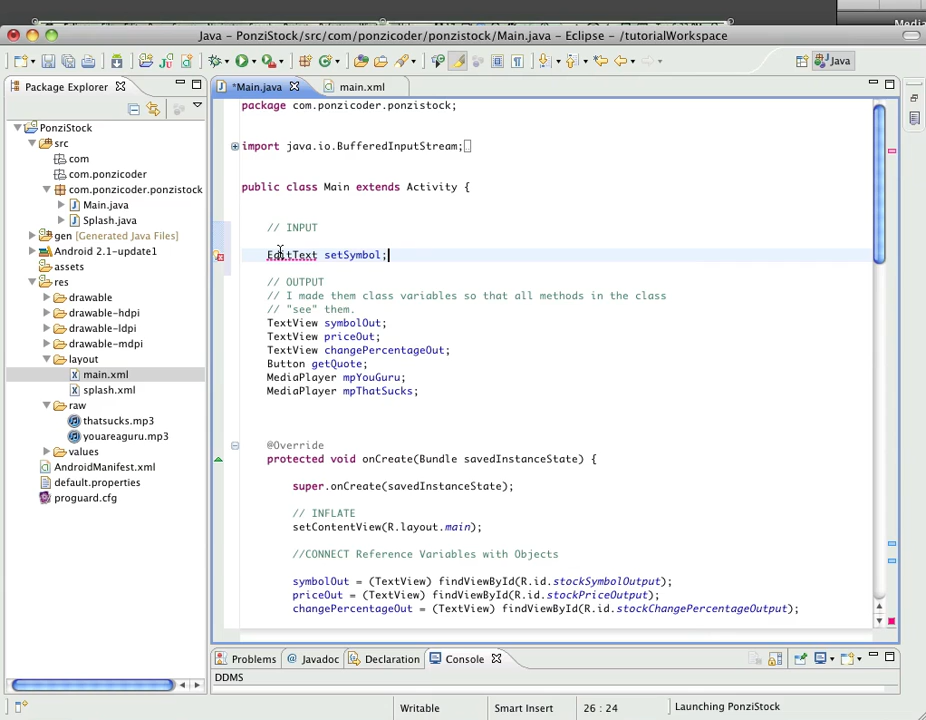 Java - PonziStock/src/com/ponzicoder/ponzistock/Main.java - Eclipse - /tutorialWorkspace
Java
Package Explorer
*Main.java
main.xml
PonziStock
src
com
com.ponzicoder
com.ponzicoder.ponzistock
Main.java
Splash.java
gen [Generated Java Files]
Android 2.1-update1
assets
res
drawable
drawable-hdpi
drawable-ldpi
drawable-mdpi
layout
main.xml
splash.xml
raw
thatsucks.mp3
youareaguru.mp3
values
AndroidManifest.xml
default.properties
proguard.cfg
package com.ponzicoder.ponzistock;
import java.io.BufferedInputStream;
public class Main extends Activity {
// INPUT
EditText setSymbol;
// OUTPUT
// I made them class variables so that all methods in the class
// "see" them.
TextView symbolOut;
TextView priceOut;
TextView changePercentageOut;
Button getQuote;
MediaPlayer mpYouGuru;
MediaPlayer mpThatSucks;
@Override
protected void onCreate(Bundle savedInstanceState) {
super.onCreate(savedInstanceState);
// INFLATE
setContentView(R.layout.main);
//CONNECT Reference Variables with Objects
symbolOut = (TextView) findViewById(R.id.stockSymbolOutput);
priceOut = (TextView) findViewById(R.id.stockPriceOutput);
changePercentageOut = (TextView) findViewById(R.id.stockChangePercentageOutput);
Problems
Javadoc
Declaration
Console
DDMS
Writable
Smart Insert
26 : 24
Launching PonziStock